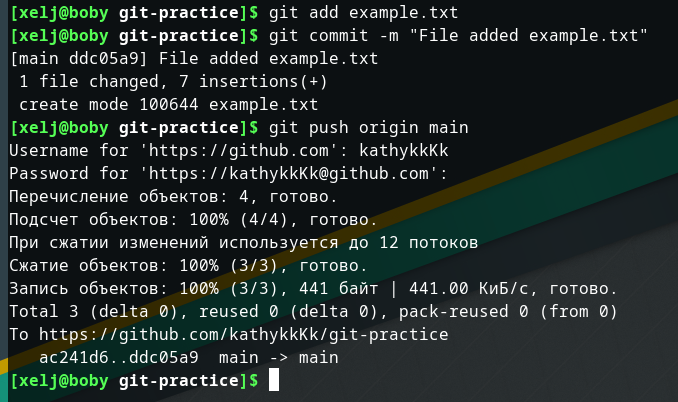 [xelj@boby git-practice]$ git add example.txt
[xelj@boby git-practice]$ git commit -m "File added example.txt"
[main ddc05a9] File added example.txt
 1 file changed, 7 insertions(+)
 create mode 100644 example.txt
[xelj@boby git-practice]$ git push origin main
Username for 'https://github.com': kathykkKk
Password for 'https://kathykkKk@github.com':
Перечисление объектов: 4, готово.
Подсчет объектов: 100% (4/4), готово.
При сжатии изменений используется до 12 потоков
Сжатие объектов: 100% (3/3), готово.
Запись объектов: 100% (3/3), 441 байт | 441.00 КиБ/с, готово.
Total 3 (delta 0), reused 0 (delta 0), pack-reused 0 (from 0)
To https://github.com/kathykkKk/git-practice
   ac241d6..ddc05a9  main -> main
[xelj@boby git-practice]$